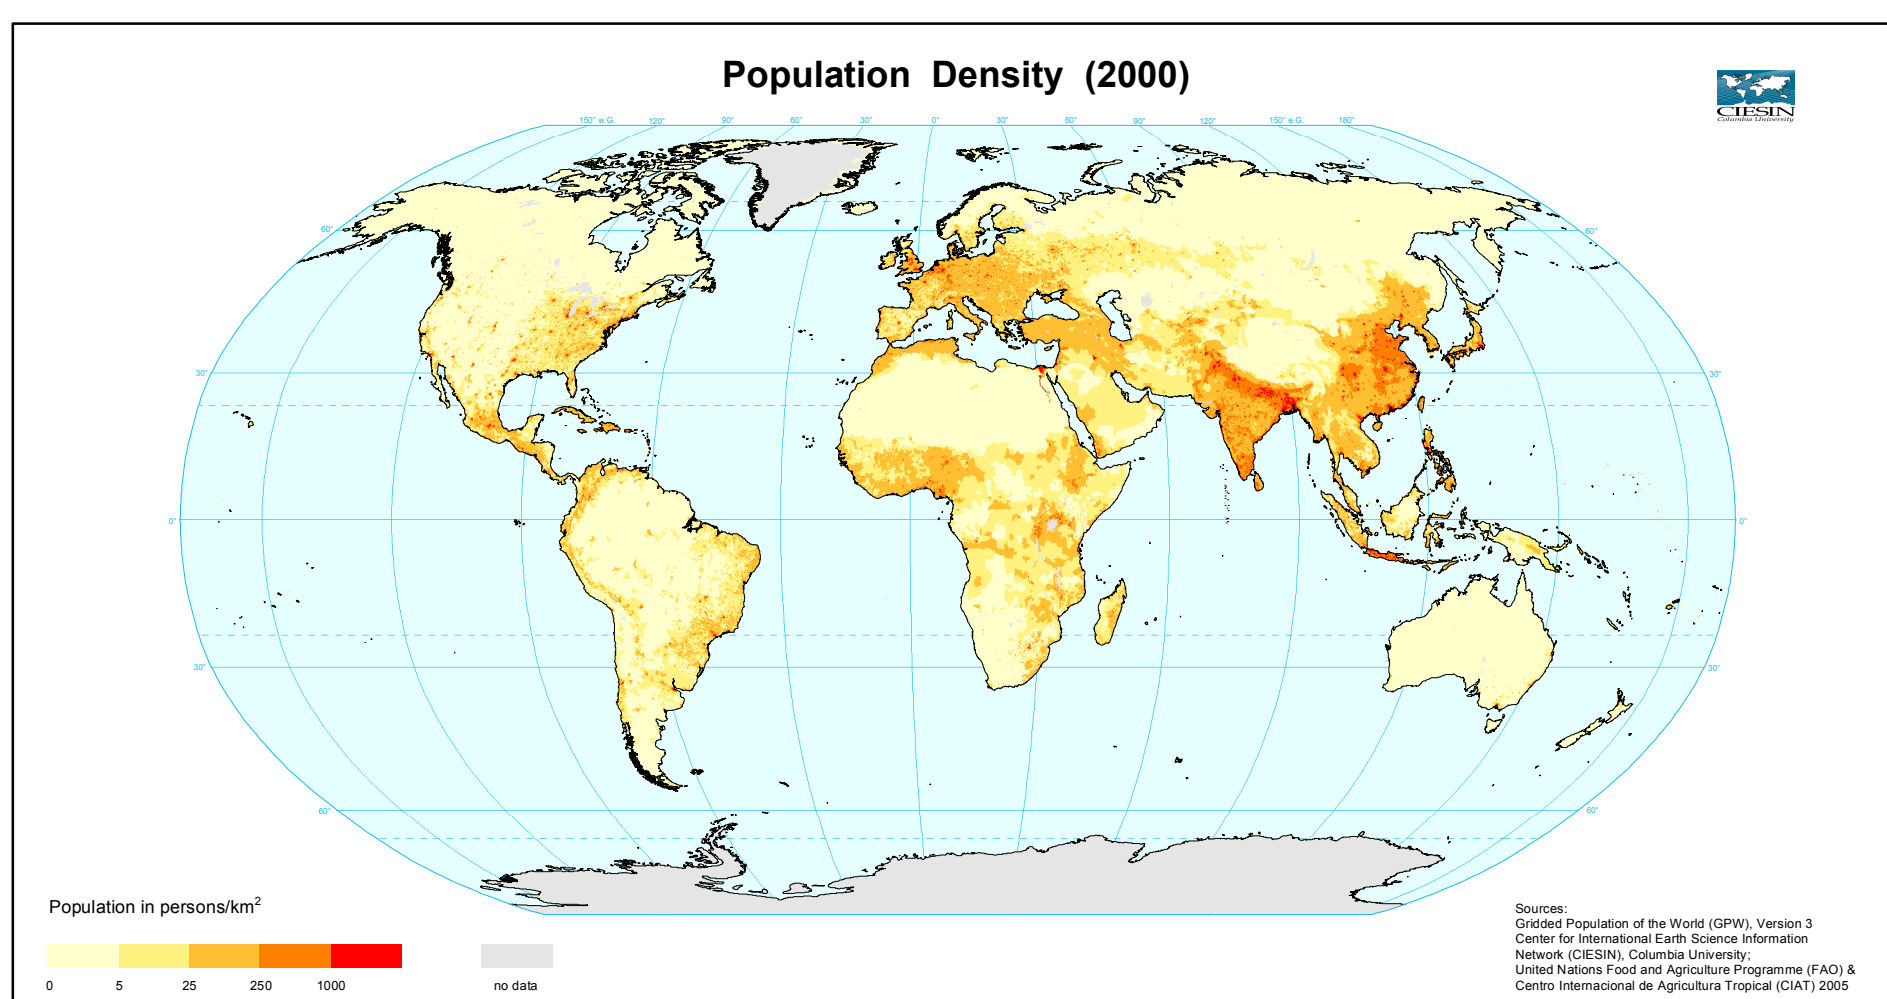 Population Density (2000)
CIESIN
Columbia University
150° w.G. 120° 90° 60° 30° 0° 30° 60° 90° 120° 150° e.G. 180°
60° 60°
30° 30°
0° 0°
30° 30°
60° 60°
Population in persons/km²
0 5 25 250 1000 no data
Sources:
Gridded Population of the World (GPW), Version 3
Center for International Earth Science Information
Network (CIESIN), Columbia University;
United Nations Food and Agriculture Programme (FAO) &
Centro Internacional de Agricultura Tropical (CIAT) 2005